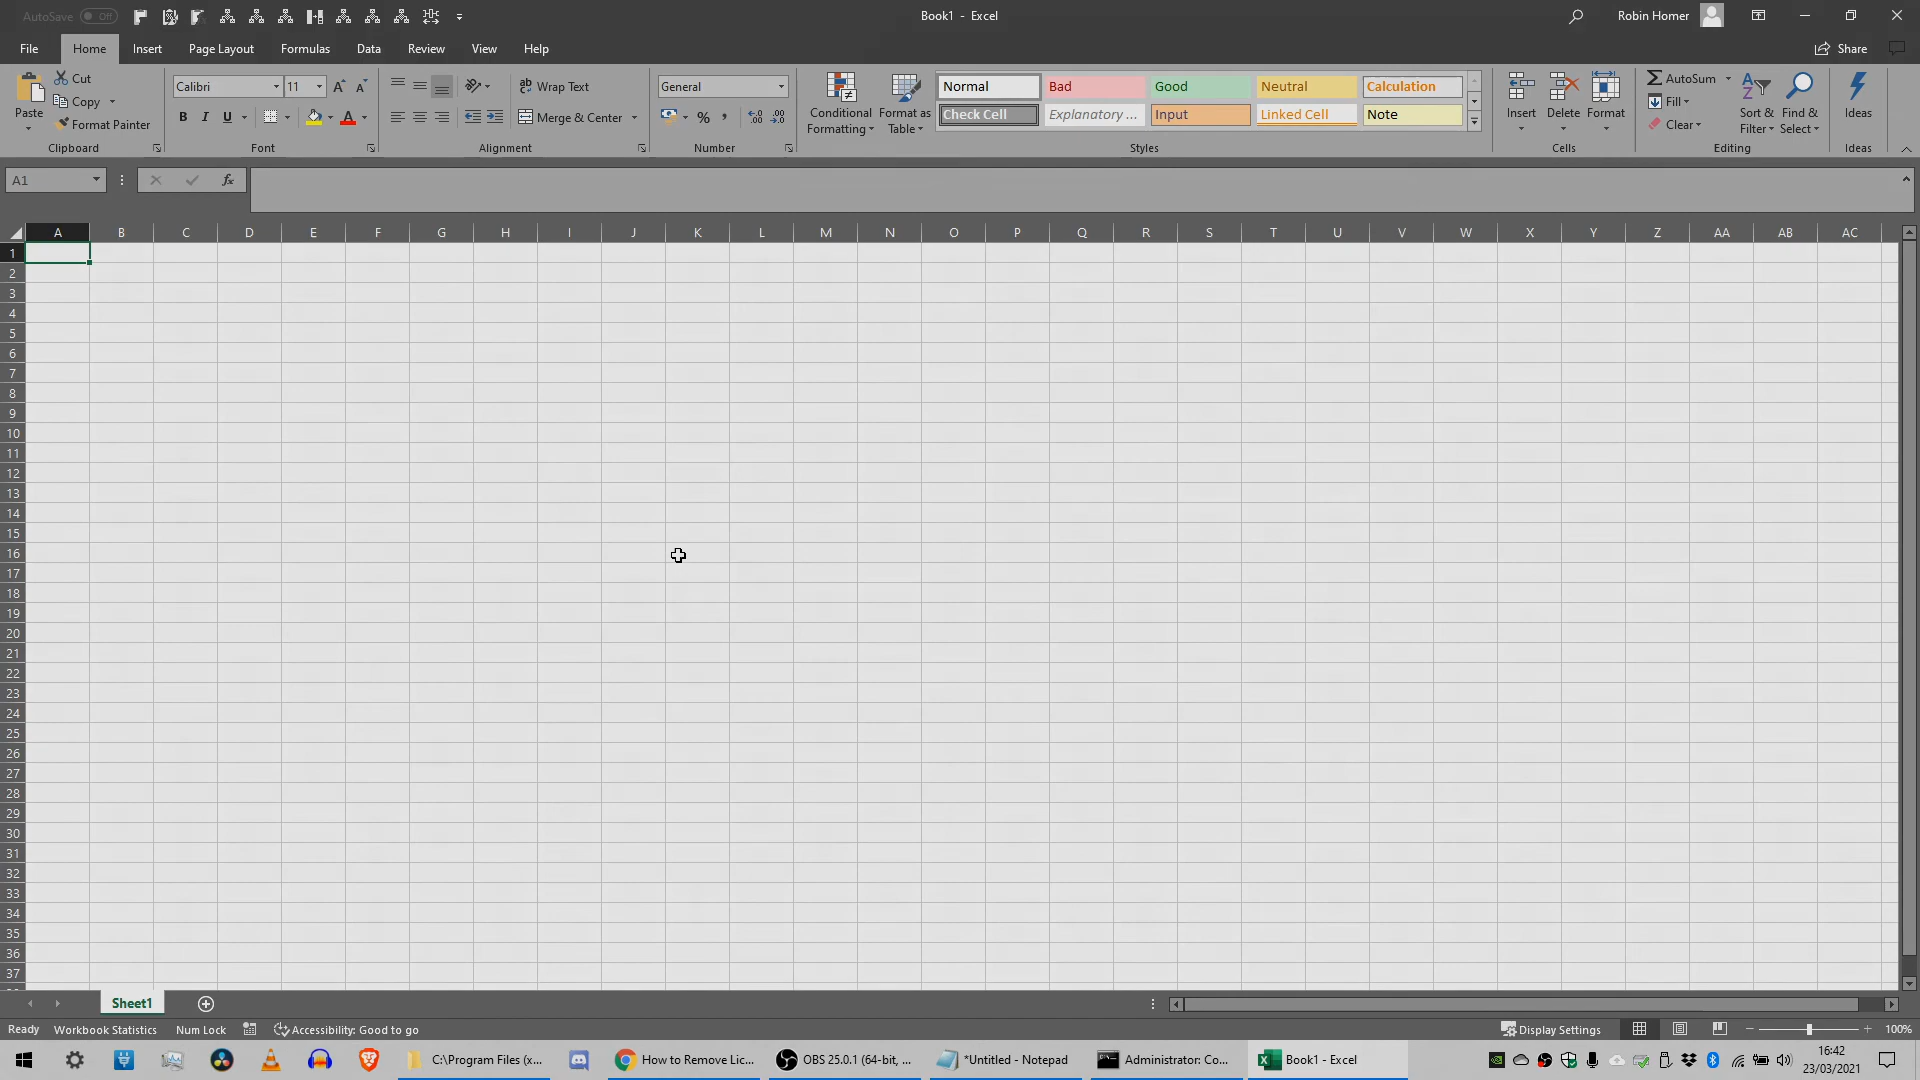 AutoSave Off
Book1 - Excel
Robin Homer
File Home Insert Page Layout Formulas Data Review View Help
Share
Paste
Cut
Copy
Format Painter
Clipboard
Calibri 11
B I U
Font
Wrap Text
Merge & Center
Alignment
General
Number
Conditional Formatting
Format as Table
Normal Bad Good Neutral Calculation
Check Cell Explanatory ... Input Linked Cell Note
Styles
Insert Delete Format
Cells
AutoSum
Fill
Clear
Sort & Filter
Find & Select
Editing
Ideas
Ideas
A1
fx
A B C D E F G H I J K L M N O P Q R S T U V W X Y Z AA AB AC
1
2
3
4
5
6
7
8
9
10
11
12
13
14
15
16
17
18
19
20
21
22
23
24
25
26
27
28
29
30
31
32
33
34
35
36
37
Sheet1
Ready Workbook Statistics Num Lock Accessibility: Good to go
Display Settings
100%
C:\Program Files (x...
How to Remove Lic...
OBS 25.0.1 (64-bit, ...
*Untitled - Notepad
Administrator: Co...
Book1 - Excel
16:42
23/03/2021